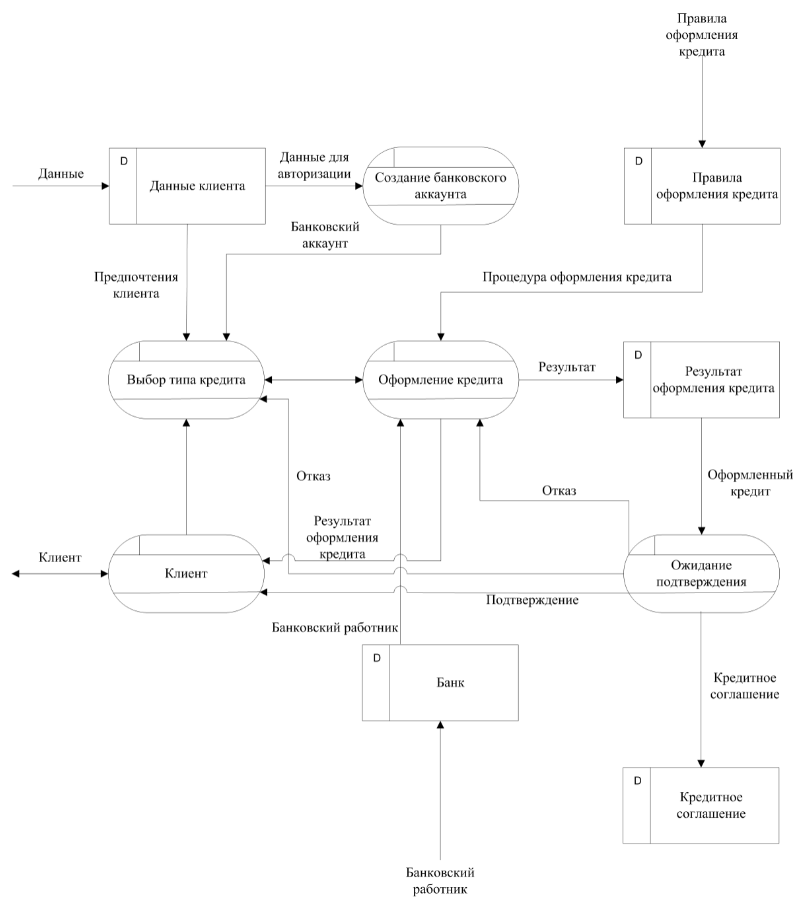 Правила
оформления
кредита
Данные
D
Данные клиента
Данные для
авторизации
Создание банковского
аккаунта
D
Правила
оформления кредита
Банковский
аккаунт
Предпочтения
клиента
Процедура оформления кредита
Выбор типа кредита
Оформление кредита
Результат
D
Результат
оформления кредита
Отказ
Отказ
Оформленный
кредит
Результат
оформления
кредита
Клиент
Клиент
Ожидание
подтверждения
Подтверждение
Банковский работник
D
Банк
Кредитное
соглашение
D
Кредитное
соглашение
Банковский
работник